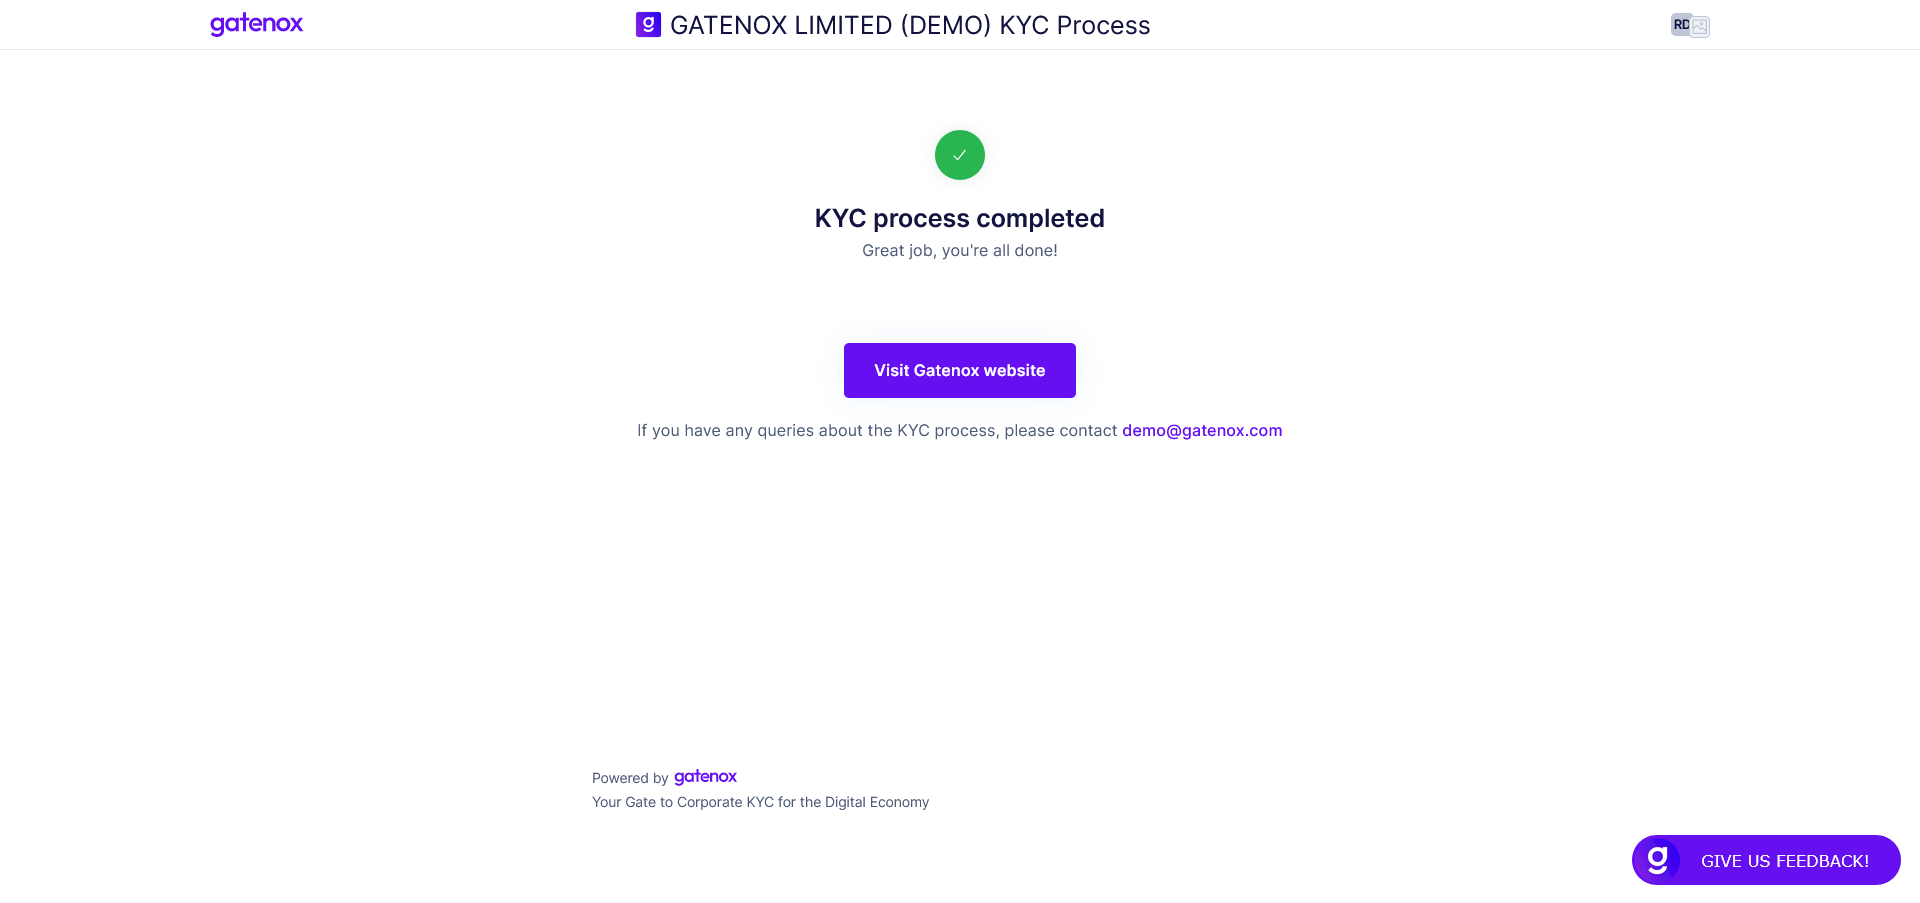 gatenox
g GATENOX LIMITED (DEMO) KYC Process
RD
KYC process completed
Great job, you're all done!
Visit Gatenox website
If you have any queries about the KYC process, please contact demo@gatenox.com
Powered by gatenox
Your Gate to Corporate KYC for the Digital Economy
g GIVE US FEEDBACK!